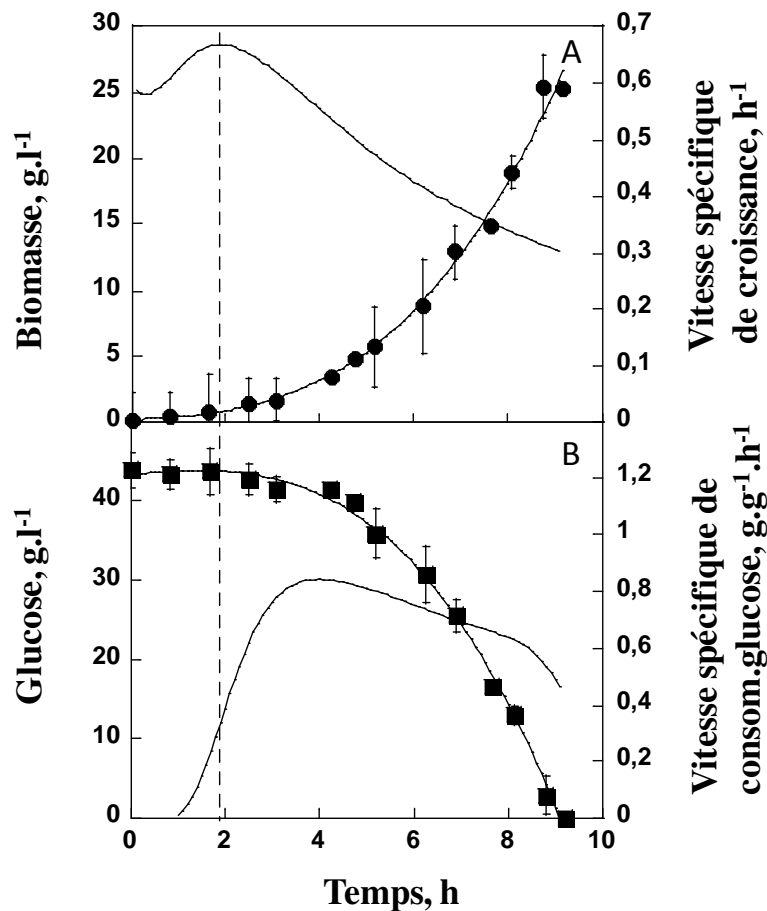 A
30
25
20
15
10
5
0
Biomasse, g.l-1
0,7
0,6
0,5
0,4
0,3
0,2
0,1
0
Vitesse spécifique
de croissance, h-1
B
40
30
20
10
0
Glucose, g.l-1
1,2
1
0,8
0,6
0,4
0,2
0
Vitesse spécifique de
consom.glucose, g.g-1.h-1
0 2 4 6 8 10
Temps, h